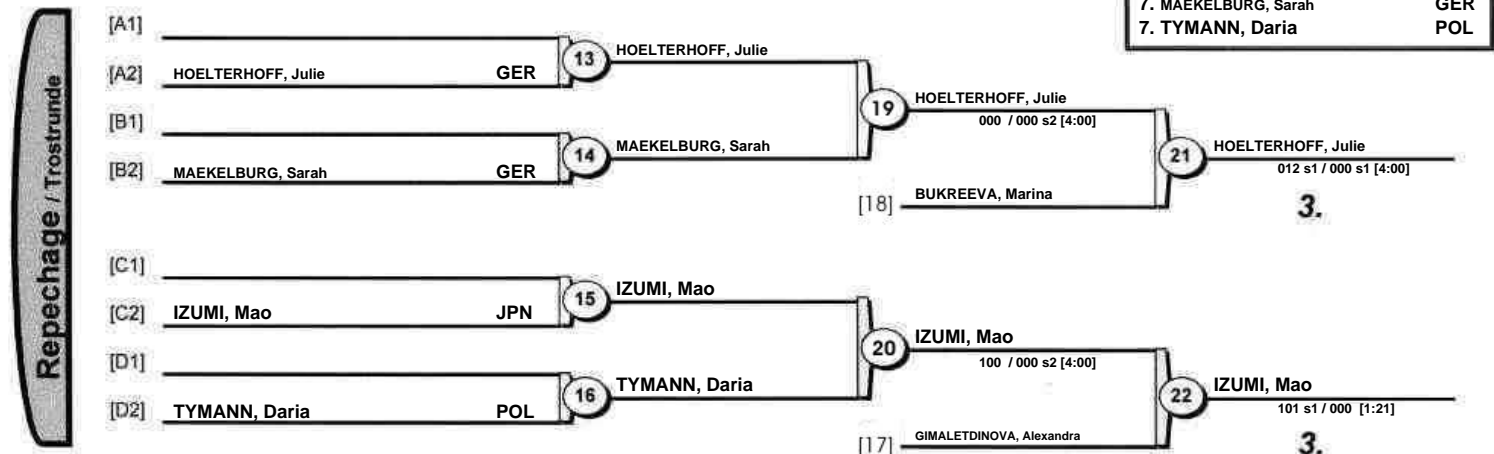 7. MAEKELBURG, Sarah GER
7. TYMANN, Daria POL
Repechage / Trostrunde
[A1]
[A2] HOELTERHOFF, Julie GER
13
HOELTERHOFF, Julie
[B1]
[B2] MAEKELBURG, Sarah GER
14
MAEKELBURG, Sarah
19
HOELTERHOFF, Julie
000 / 000 s2 [4:00]
[18] BUKREEVA, Marina
21
HOELTERHOFF, Julie
012 s1 / 000 s1 [4:00]
3.
[C1]
[C2] IZUMI, Mao JPN
15
IZUMI, Mao
[D1]
[D2] TYMANN, Daria POL
16
TYMANN, Daria
20
IZUMI, Mao
100 / 000 s2 [4:00]
[17] GIMALETDINOVA, Alexandra
22
IZUMI, Mao
101 s1 / 000 [1:21]
3.